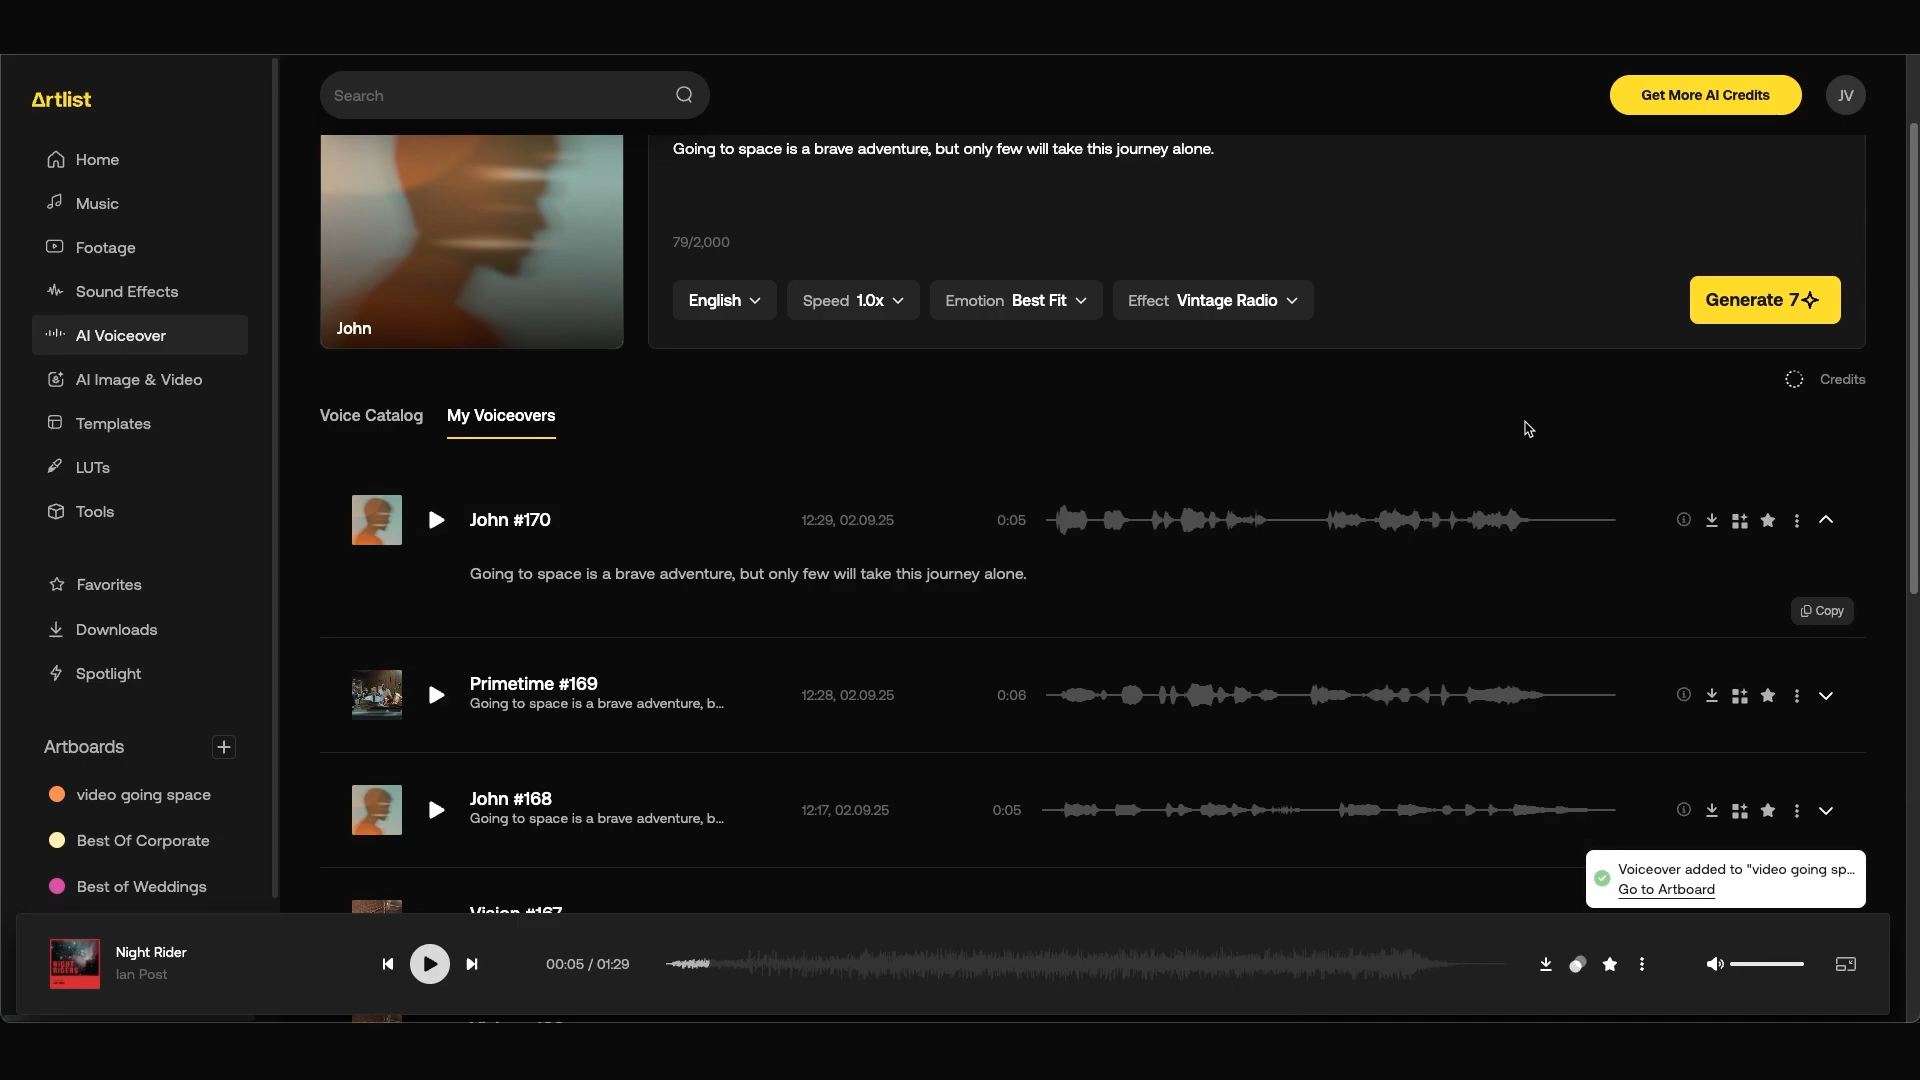 Artlist
Search
Get More AI Credits
JV
Home
Music
Footage
Sound Effects
AI Voiceover
AI Image & Video
Templates
LUTs
Tools
Favorites
Downloads
Spotlight
Artboards
video going space
Best Of Corporate
Best of Weddings
John
Going to space is a brave adventure, but only few will take this journey alone.
79/2,000
English
Speed 1.0x
Emotion Best Fit
Effect Vintage Radio
Generate 7
Credits
Voice Catalog
My Voiceovers
John #170
12:29, 02.09.25
0:05
Going to space is a brave adventure, but only few will take this journey alone.
Copy
Primetime #169
Going to space is a brave adventure, b...
12:28, 02.09.25
0:06
John #168
Going to space is a brave adventure, b...
12:17, 02.09.25
0:05
Vision #167
Voiceover added to "video going sp...
Go to Artboard
NIGHT
RIDERS
Night Rider
Ian Post
00:05 / 01:29